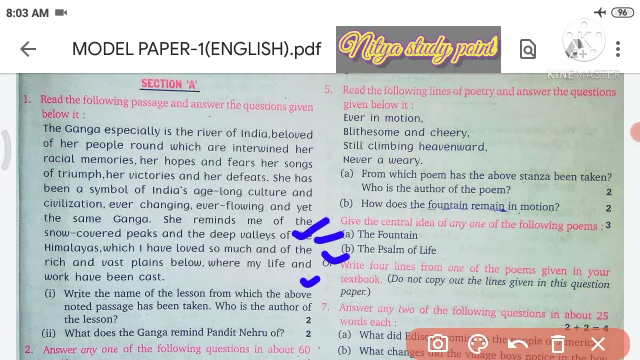 8:03 AM
96
MODEL PAPER-1(ENGLISH).pdf
Nitya study point
KINEMASTER
SECTION 'A'
1. Read the following passage and answer the questions given
below it :
The Ganga especially is the river of India,beloved
of her people round which are interwined her
racial memories, her hopes and fears her songs
of triumph,her victories and her defeats. She has
been a symbol of India's age-long culture and
civilization, ever changing, ever-flowing and yet
the same Ganga. She reminds me of the
snow-covered peaks and the deep valleys of
Himalayas,which I have loved so much and of the
rich and vast plains below, where my life and
work have been cast.
(i) Write the name of the lesson from which the above
noted passage has been taken. Who is the author of
the lesson? 2
(ii) What does the Ganga remind Pandit Nehru of? 2
2. Answer any one of the following questions in about 60
5. Read the following lines of poetry and answer the questions
given below it :
Ever in motion,
Blithesome and cheery,
Still climbing heavenward,
Never a weary.
(a) From which poem has the above stanza been taken?
Who is the author of the poem? 2
(b) How does the fountain remain in motion? 2
Give the central idea of any one of the following poems : 3
(a) The Fountain
(b) The Psalm of Life
Or Write four lines from one of the poems given in your
textbook. (Do not copy out the lines given in this question
paper.)
7. Answer any two of the following questions in about 25
words each : 2 + 2 = 4
(a) What did
(b) What changes